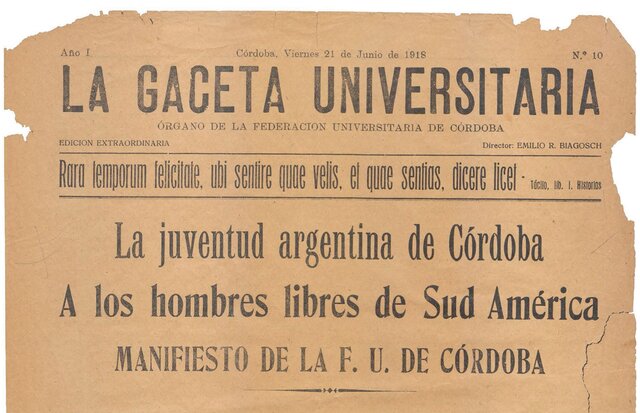 Año I
Córdoba, Viernes 21 de Junio de 1918
N.º 10
LA GACETA UNIVERSITARIA
ÓRGANO DE LA FEDERACION UNIVERSITARIA DE CÓRDOBA
EDICION EXTRAORDINARIA
Director: EMILIO R. BIAGOSCH
Rara temporum felicitate, ubi sentire quae velis, et quae sentias, dicere licet - Tácito, lib. I. Historias
La juventud argentina de Córdoba
A los hombres libres de Sud América
MANIFIESTO DE LA F. U. DE CÓRDOBA